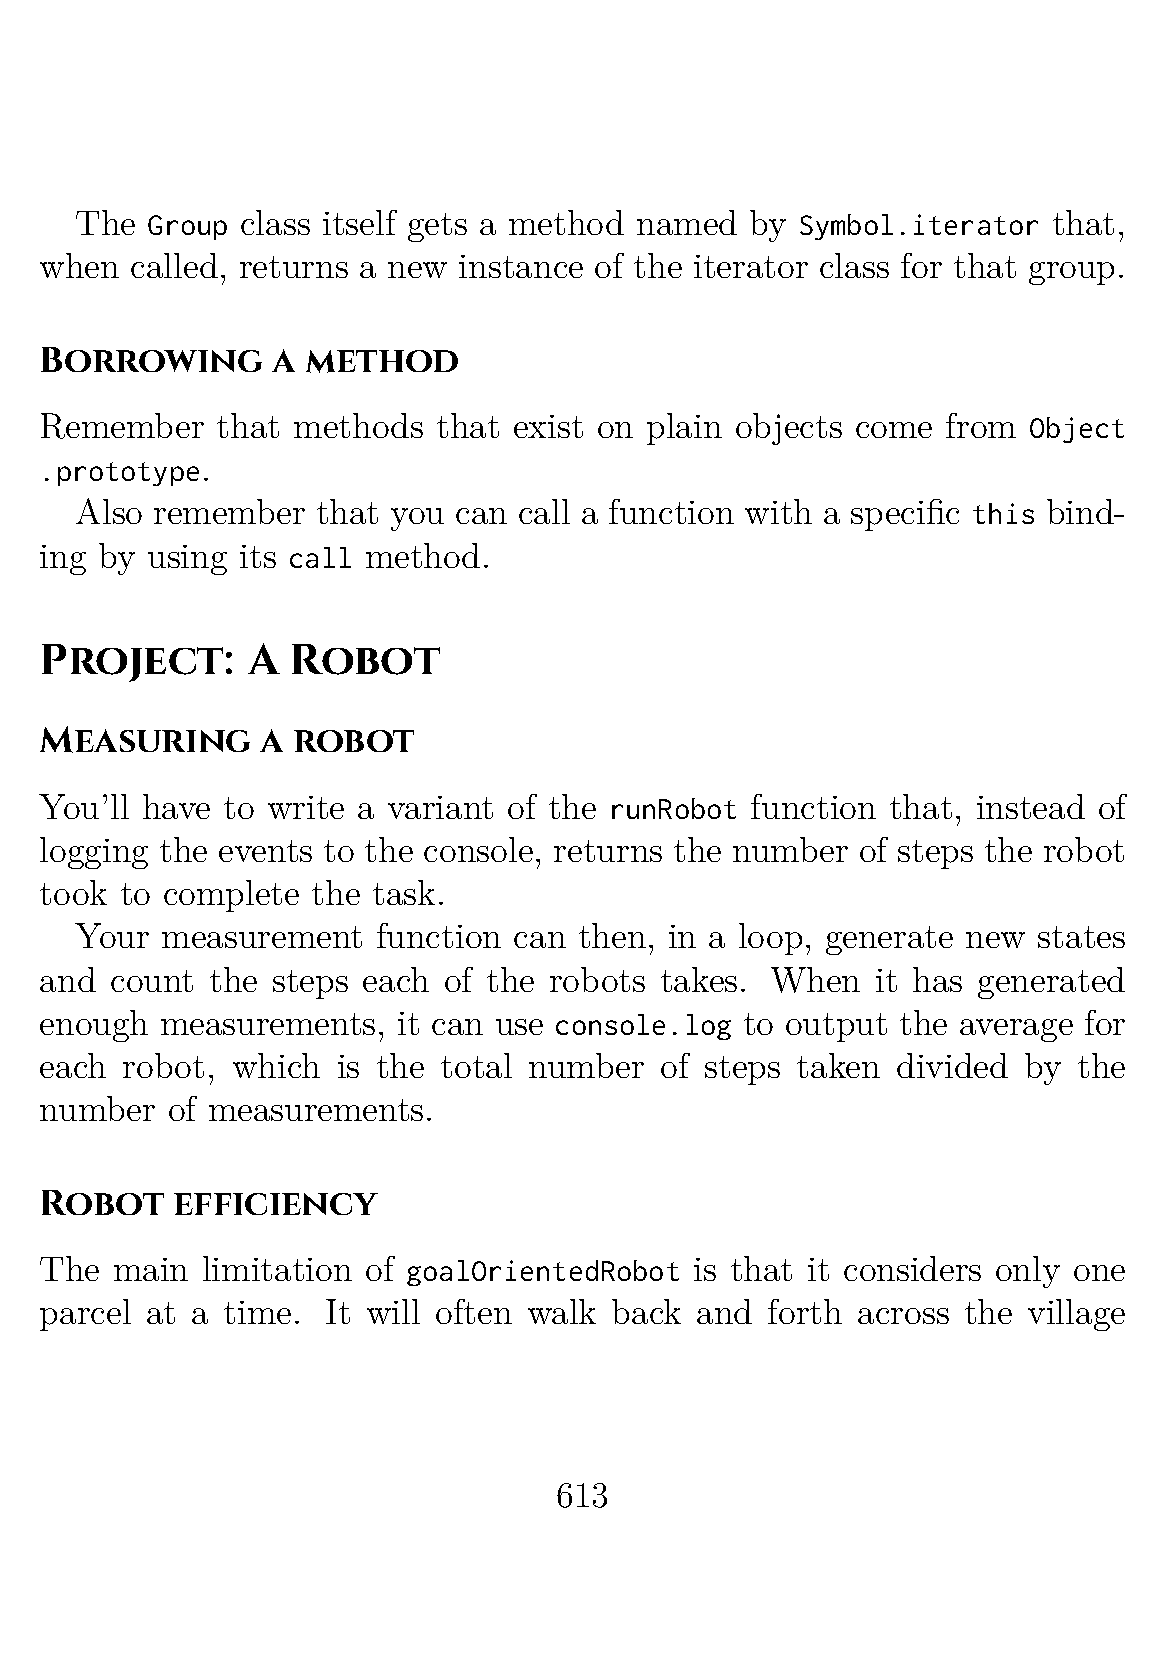 The Group class itself gets a method named by Symbol.iterator that,
when called, returns a new instance of the iterator class for that group.
Borrowing a method
Remember that methods that exist on plain objects come from Object
.prototype.
Also remember that you can call a function with a specific this bind-
ing by using its call method.
Project: A Robot
Measuring a robot
You'll have to write a variant of the runRobot function that, instead of
logging the events to the console, returns the number of steps the robot
took to complete the task.
Your measurement function can then, in a loop, generate new states
and count the steps each of the robots takes. When it has generated
enough measurements, it can use console.log to output the average for
each robot, which is the total number of steps taken divided by the
number of measurements.
Robot efficiency
The main limitation of goalOrientedRobot is that it considers only one
parcel at a time. It will often walk back and forth across the village
613